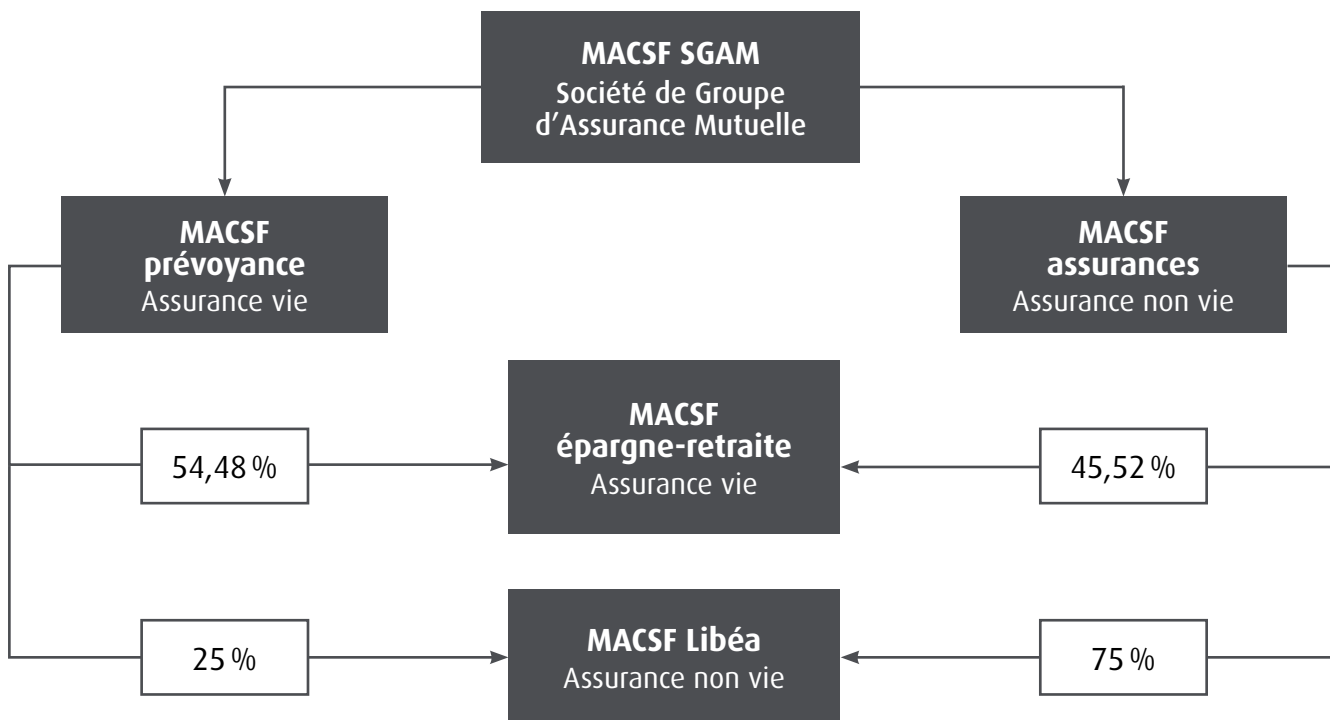 MACSF SGAM
Société de Groupe
d'Assurance Mutuelle
MACSF
prévoyance
Assurance vie
MACSF
assurances
Assurance non vie
MACSF
épargne-retraite
Assurance vie
54,48 %
45,52 %
MACSF Libéa
Assurance non vie
25 %
75 %